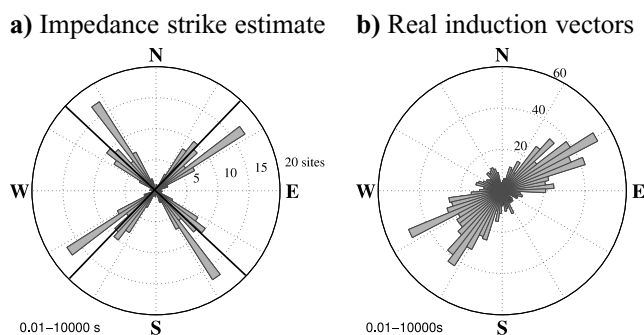 a) Impedance strike estimate
b) Real induction vectors
N
W
E
S
5
10
15
20 sites
0.01–10000 s
N
W
E
S
20
40
60
0.01–10000s